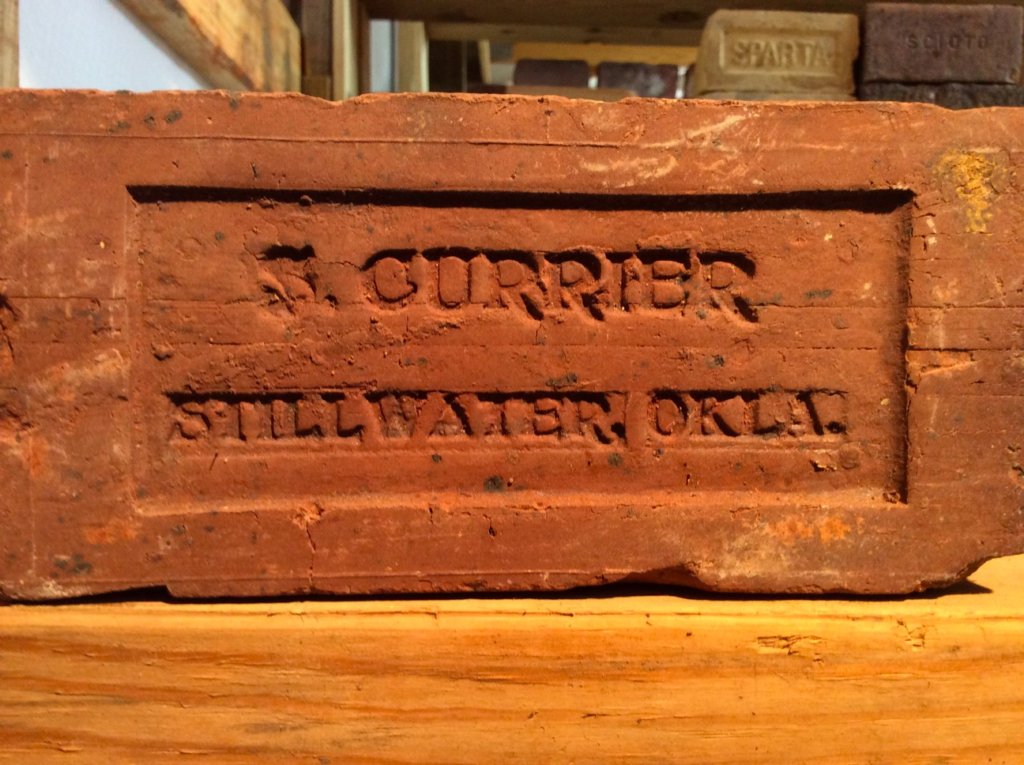 SPARTA
SCIOTO
S. CURRIER
STILLWATER. OKLA.